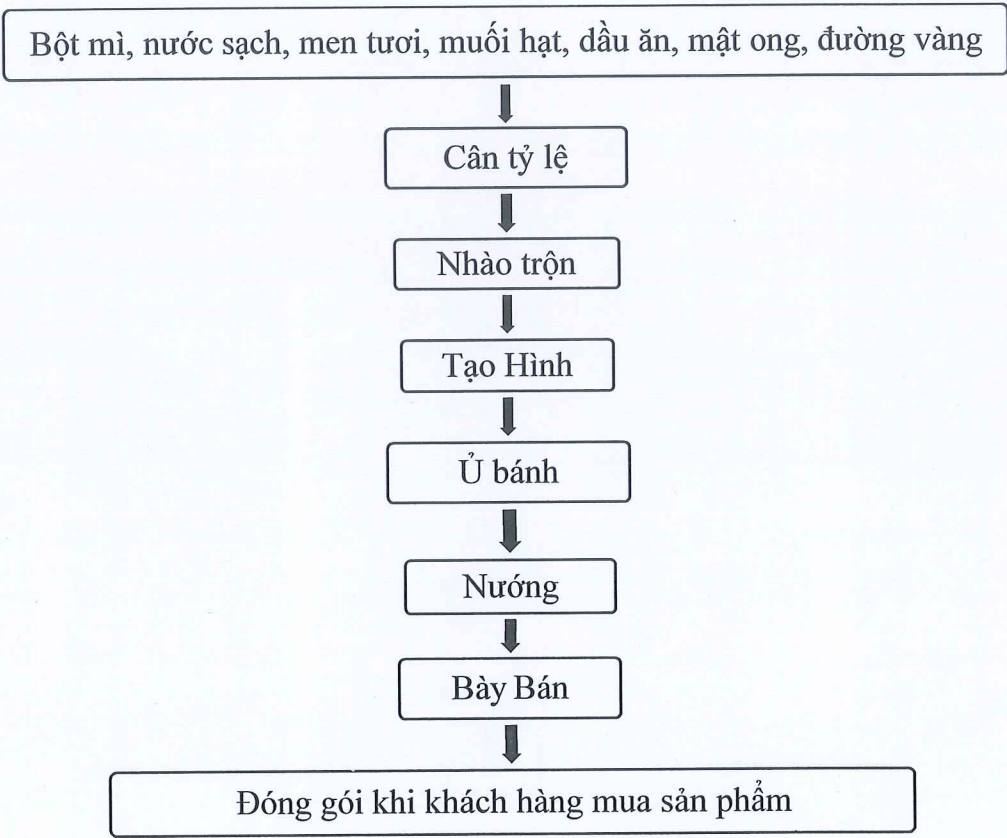 Bột mì, nước sạch, men tươi, muối hạt, dầu ăn, mật ong, đường vàng
Cân tỷ lệ
Nhào trộn
Tạo Hình
Ủ bánh
Nướng
Bày Bán
Đóng gói khi khách hàng mua sản phẩm